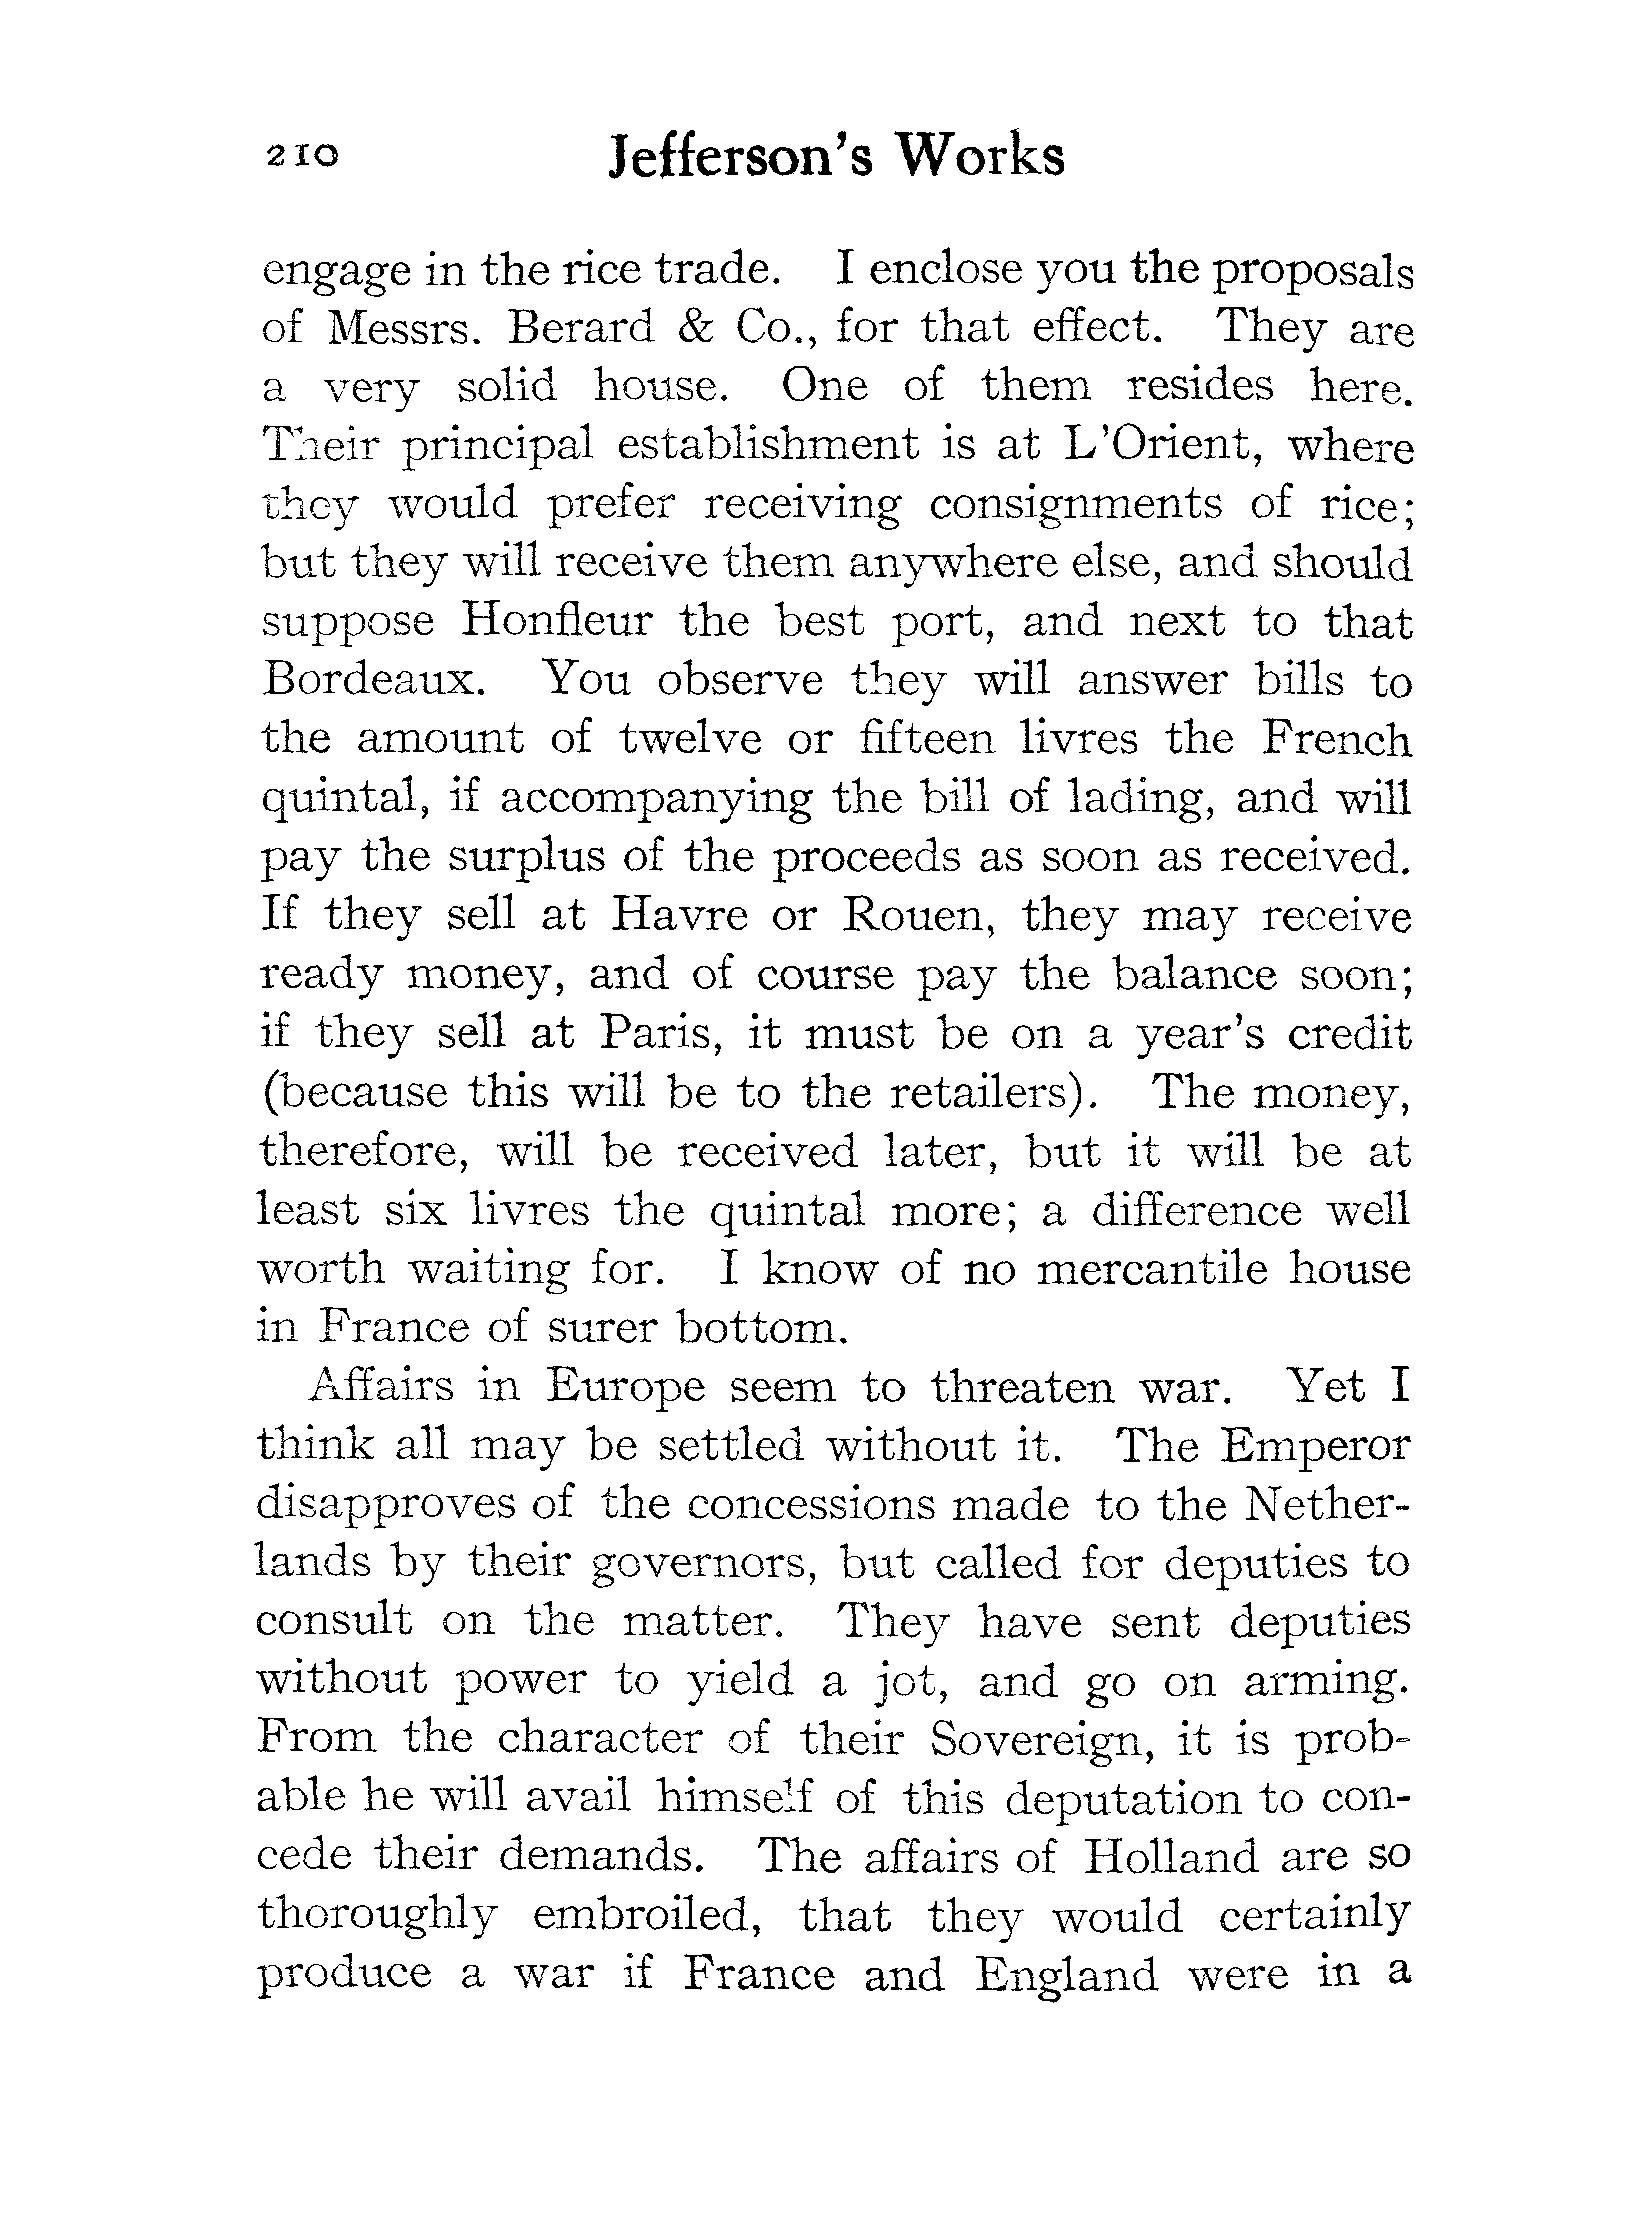 210 Jefferson's Works
engage in the rice trade. I enclose you the proposals
of Messrs. Berard & Co., for that effect. They are
a very solid house. One of them resides here.
Their principal establishment is at L'Orient, where
they would prefer receiving consignments of rice;
but they will receive them anywhere else, and should
suppose Honfleur the best port, and next to that
Bordeaux. You observe they will answer bills to
the amount of twelve or fifteen livres the French
quintal, if accompanying the bill of lading, and will
pay the surplus of the proceeds as soon as received.
If they sell at Havre or Rouen, they may receive
ready money, and of course pay the balance soon;
if they sell at Paris, it must be on a year's credit
(because this will be to the retailers). The money,
therefore, will be received later, but it will be at
least six livres the quintal more; a difference well
worth waiting for. I know of no mercantile house
in France of surer bottom.
Affairs in Europe seem to threaten war. Yet I
think all may be settled without it. The Emperor
disapproves of the concessions made to the Nether-
lands by their governors, but called for deputies to
consult on the matter. They have sent deputies
without power to yield a jot, and go on arming.
From the character of their Sovereign, it is prob-
able he will avail himself of this deputation to con-
cede their demands. The affairs of Holland are so
thoroughly embroiled, that they would certainly
produce a war if France and England were in a